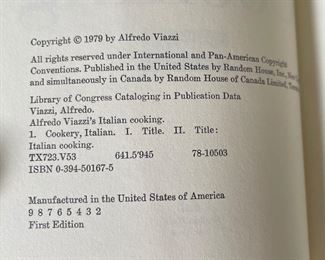 Copyright © 1979 by Alfredo Viazzi
All rights reserved under International and Pan-American Copyright
Conventions. Published in the United States by Random House, Inc., New
and simultaneously in Canada by Random House of Canada Limited,
Library of Congress Cataloging in Publication Data
Viazzi, Alfredo.
Alfredo Viazzi's Italian cooking.
1. Cookery, Italian. I. Title. II. Title:
Italian cooking.
TX723.V53 641.5'945 78-10503
ISBN 0-394-50167-5
Manufactured in the United States of America
9 8 7 6 5 4 3 2
First Edition